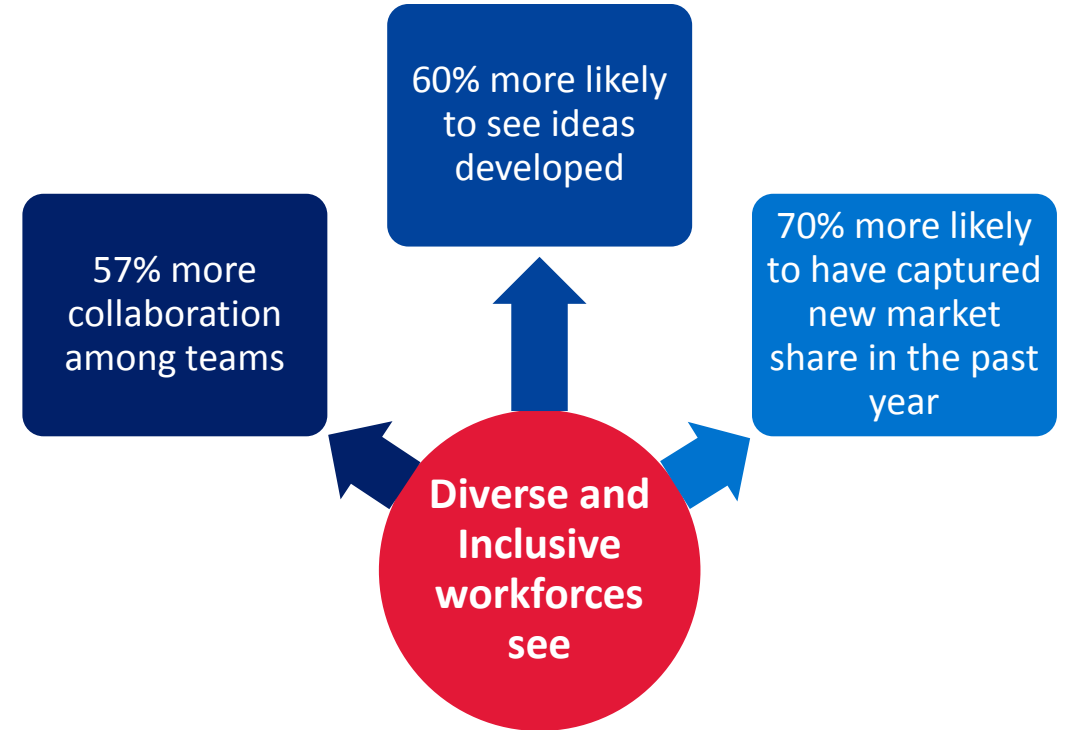 60% more likely
to see ideas
developed
57% more
collaboration
among teams
70% more likely
to have captured
new market
share in the past
year
Diverse and
Inclusive
workforces
see